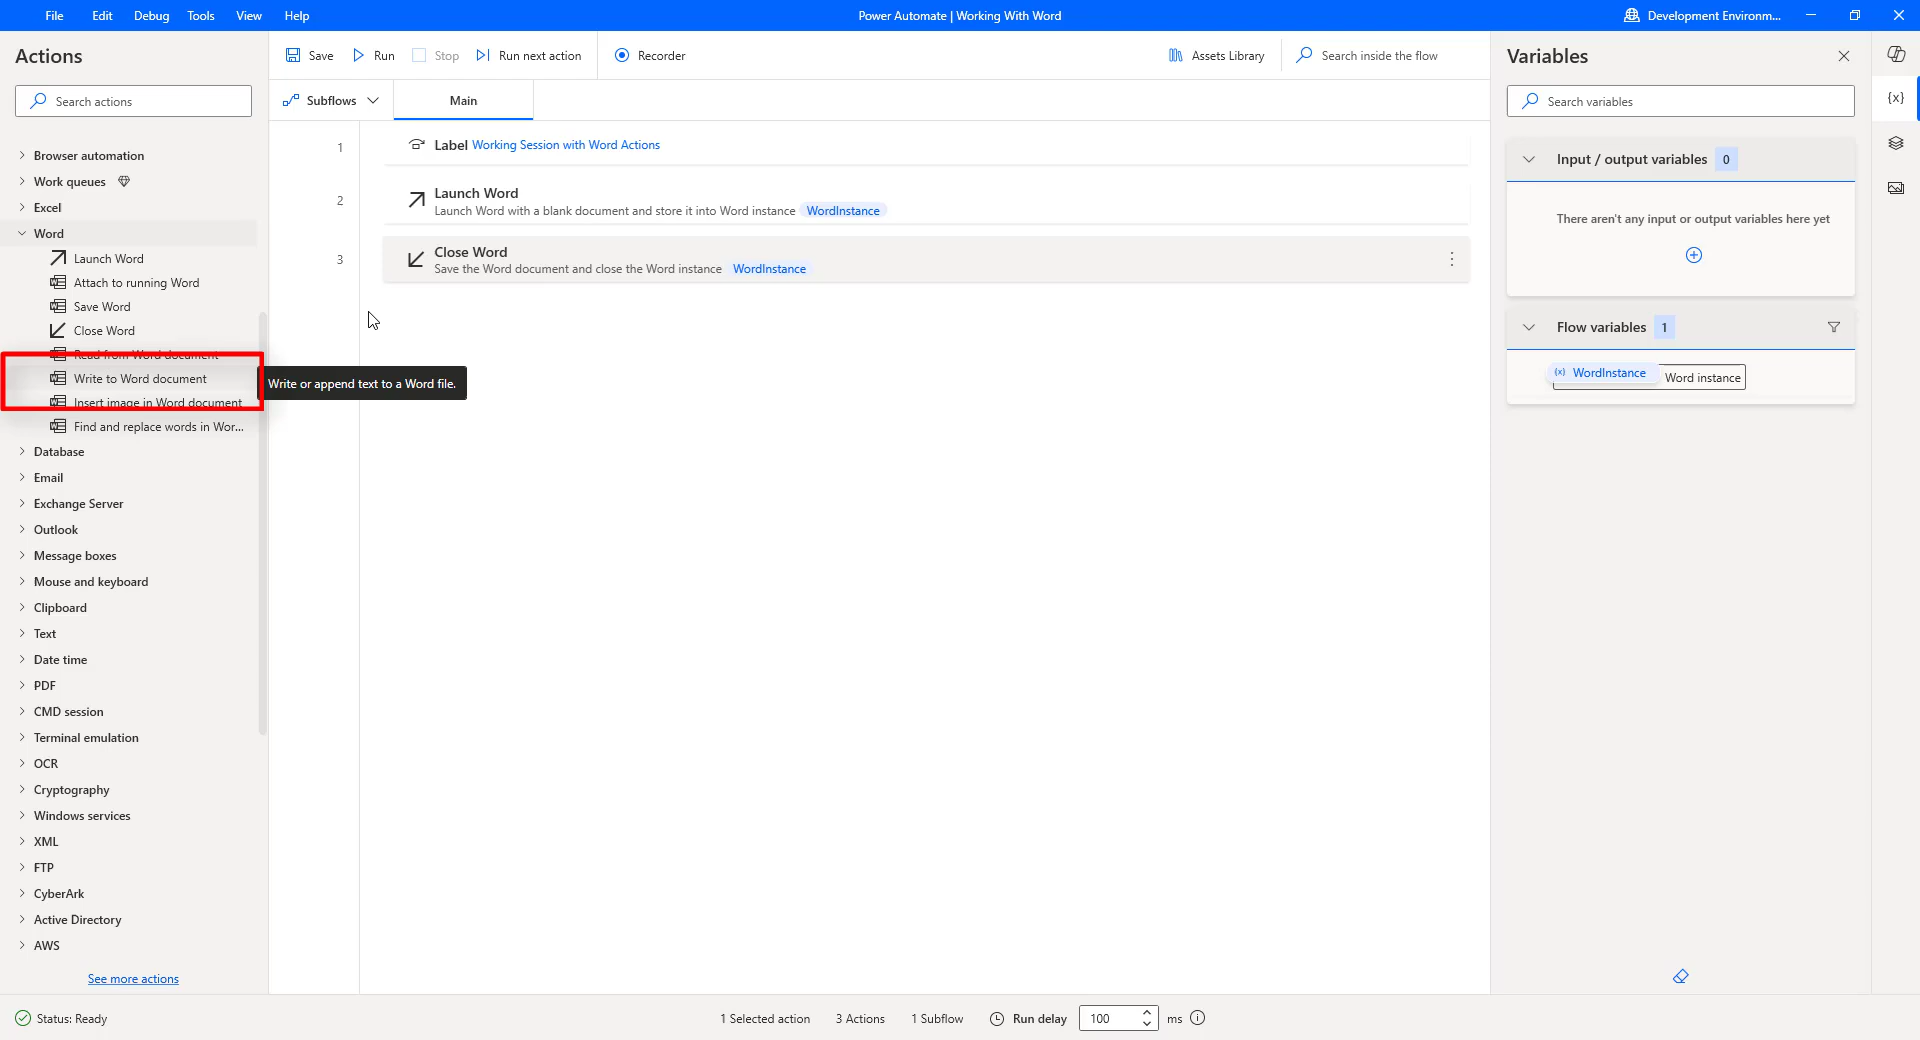 File Edit Debug Tools View Help
Power Automate | Working With Word
Development Environm...
Actions
Search actions
Browser automation
Work queues
Excel
Word
Launch Word
Attach to running Word
Save Word
Close Word
Read from Word document
Write to Word document
Insert image in Word document
Find and replace words in Wor...
Database
Email
Exchange Server
Outlook
Message boxes
Mouse and keyboard
Clipboard
Text
Date time
PDF
CMD session
Terminal emulation
OCR
Cryptography
Windows services
XML
FTP
CyberArk
Active Directory
AWS
See more actions
Write or append text to a Word file.
Save Run Stop Run next action Recorder
Assets Library Search inside the flow
Subflows Main
1 Label Working Session with Word Actions
2 Launch Word
Launch Word with a blank document and store it into Word instance WordInstance
3 Close Word
Save the Word document and close the Word instance WordInstance
Variables
{x}
Search variables
Input / output variables 0
There aren't any input or output variables here yet
Flow variables 1
(x) WordInstance Word instance
Status: Ready
1 Selected action 3 Actions 1 Subflow Run delay 100 ms